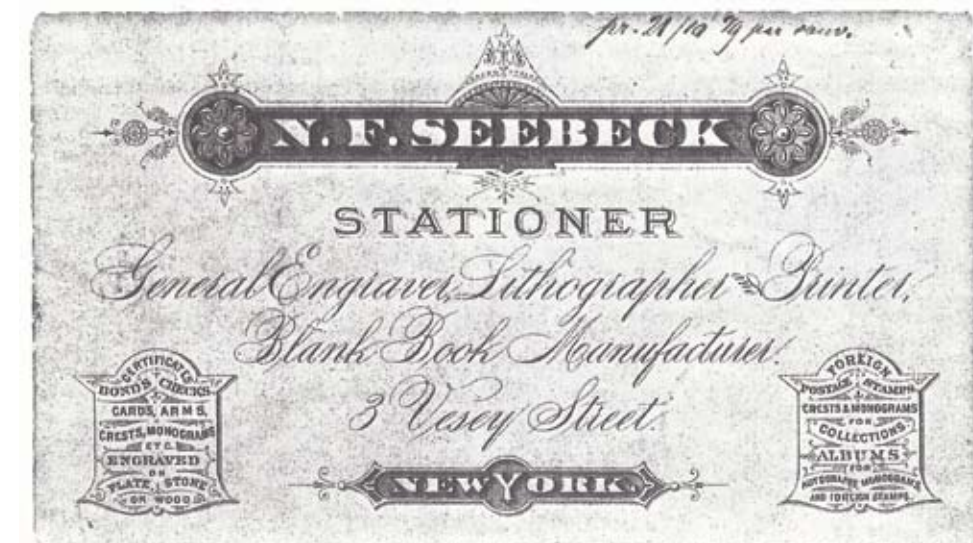 N. F. SEEBECK
STATIONER
General Engraver, Lithographer and Printer,
Blank Book Manufacturer.
3 Vesey Street.
NEW YORK.
CERTIFICATES
BONDS CHECKS
CARDS, ARMS,
CRESTS, MONOGRAMS
ETC.
ENGRAVED
ON
PLATE, STONE
OR WOOD
FOREIGN
POSTAGE STAMPS
CRESTS & MONOGRAMS
FOR
COLLECTIONS
ALBUMS
FOR
AUTOGRAPHS MONOGRAMS,
AND FOREIGN STAMPS.